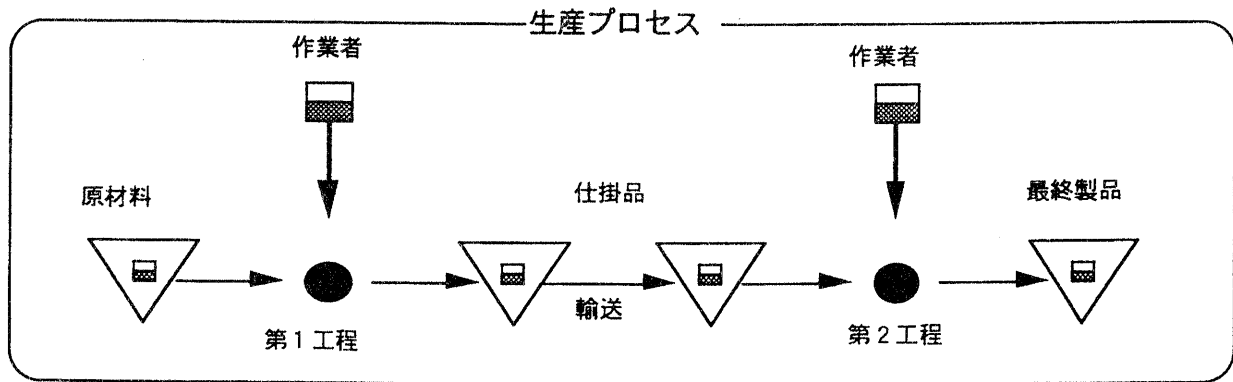 生産プロセス
作業者
作業者
原材料
仕掛品
最終製品
輸送
第1工程
第2工程